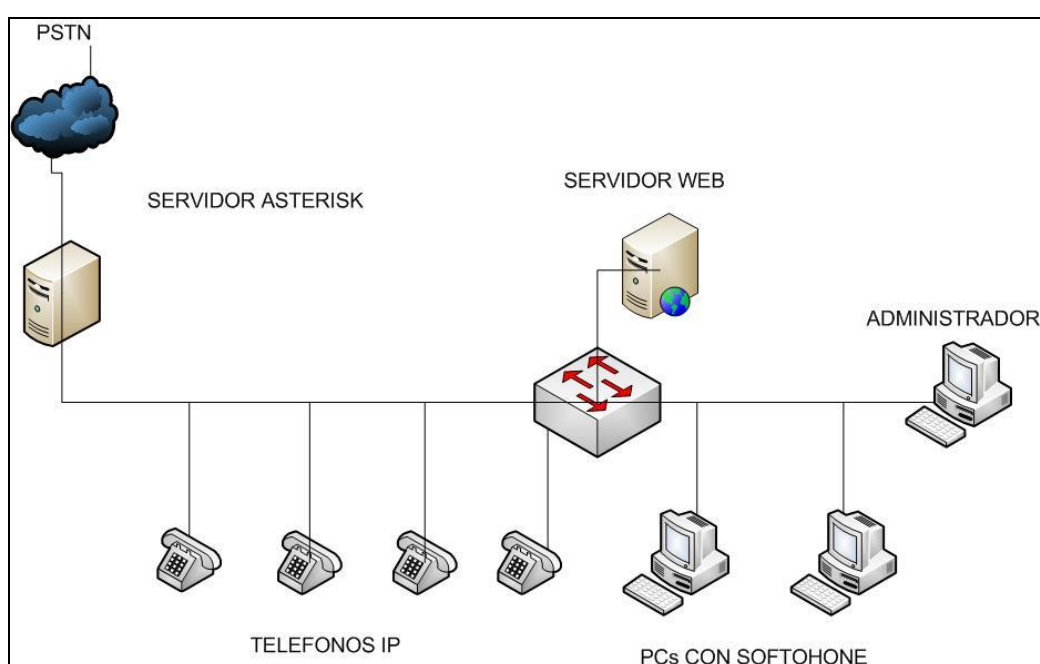 PSTN
SERVIDOR WEB
SERVIDOR ASTERISK
ADMINISTRADOR
TELEFONOS IP
PCs CON SOFTOHONE